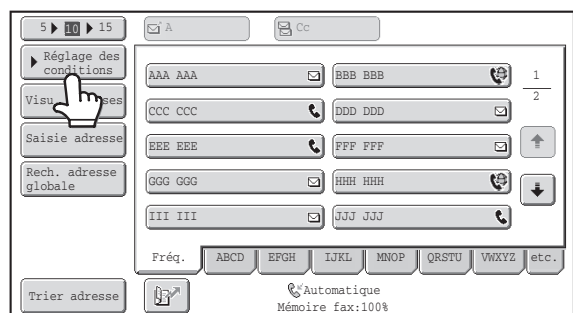 5 10 15
A
Cc
Réglage des
conditions
Visu
ses
Saisie adresse
Rech. adresse
globale
Trier adresse
AAA AAA
BBB BBB
CCC CCC
DDD DDD
EEE EEE
FFF FFF
GGG GGG
HHH HHH
III III
JJJ JJJ
1
2
Fréq. ABCD EFGH IJKL MNOP QRSTU VWXYZ etc.
Automatique
Mémoire fax:100%